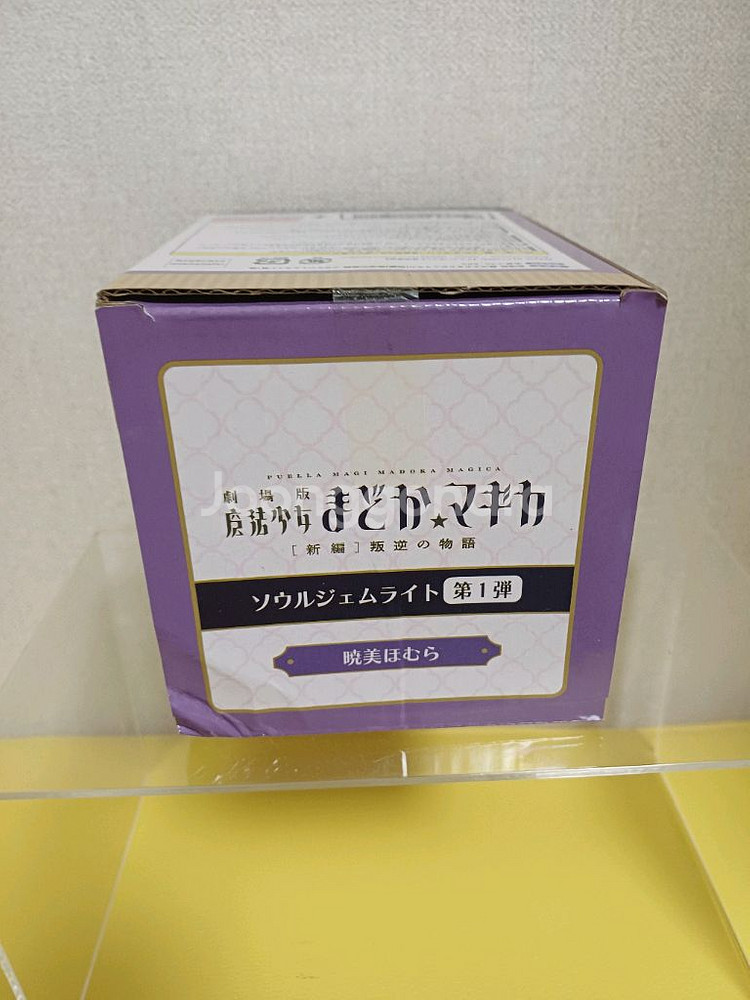 PUELLA MAGI MADOKA MAGICA
劇場版
魔法少女まどか★マギカ
[新編]叛逆の物語
ソウルジェムライト 第1弾
暁美ほむら
Joonggonara